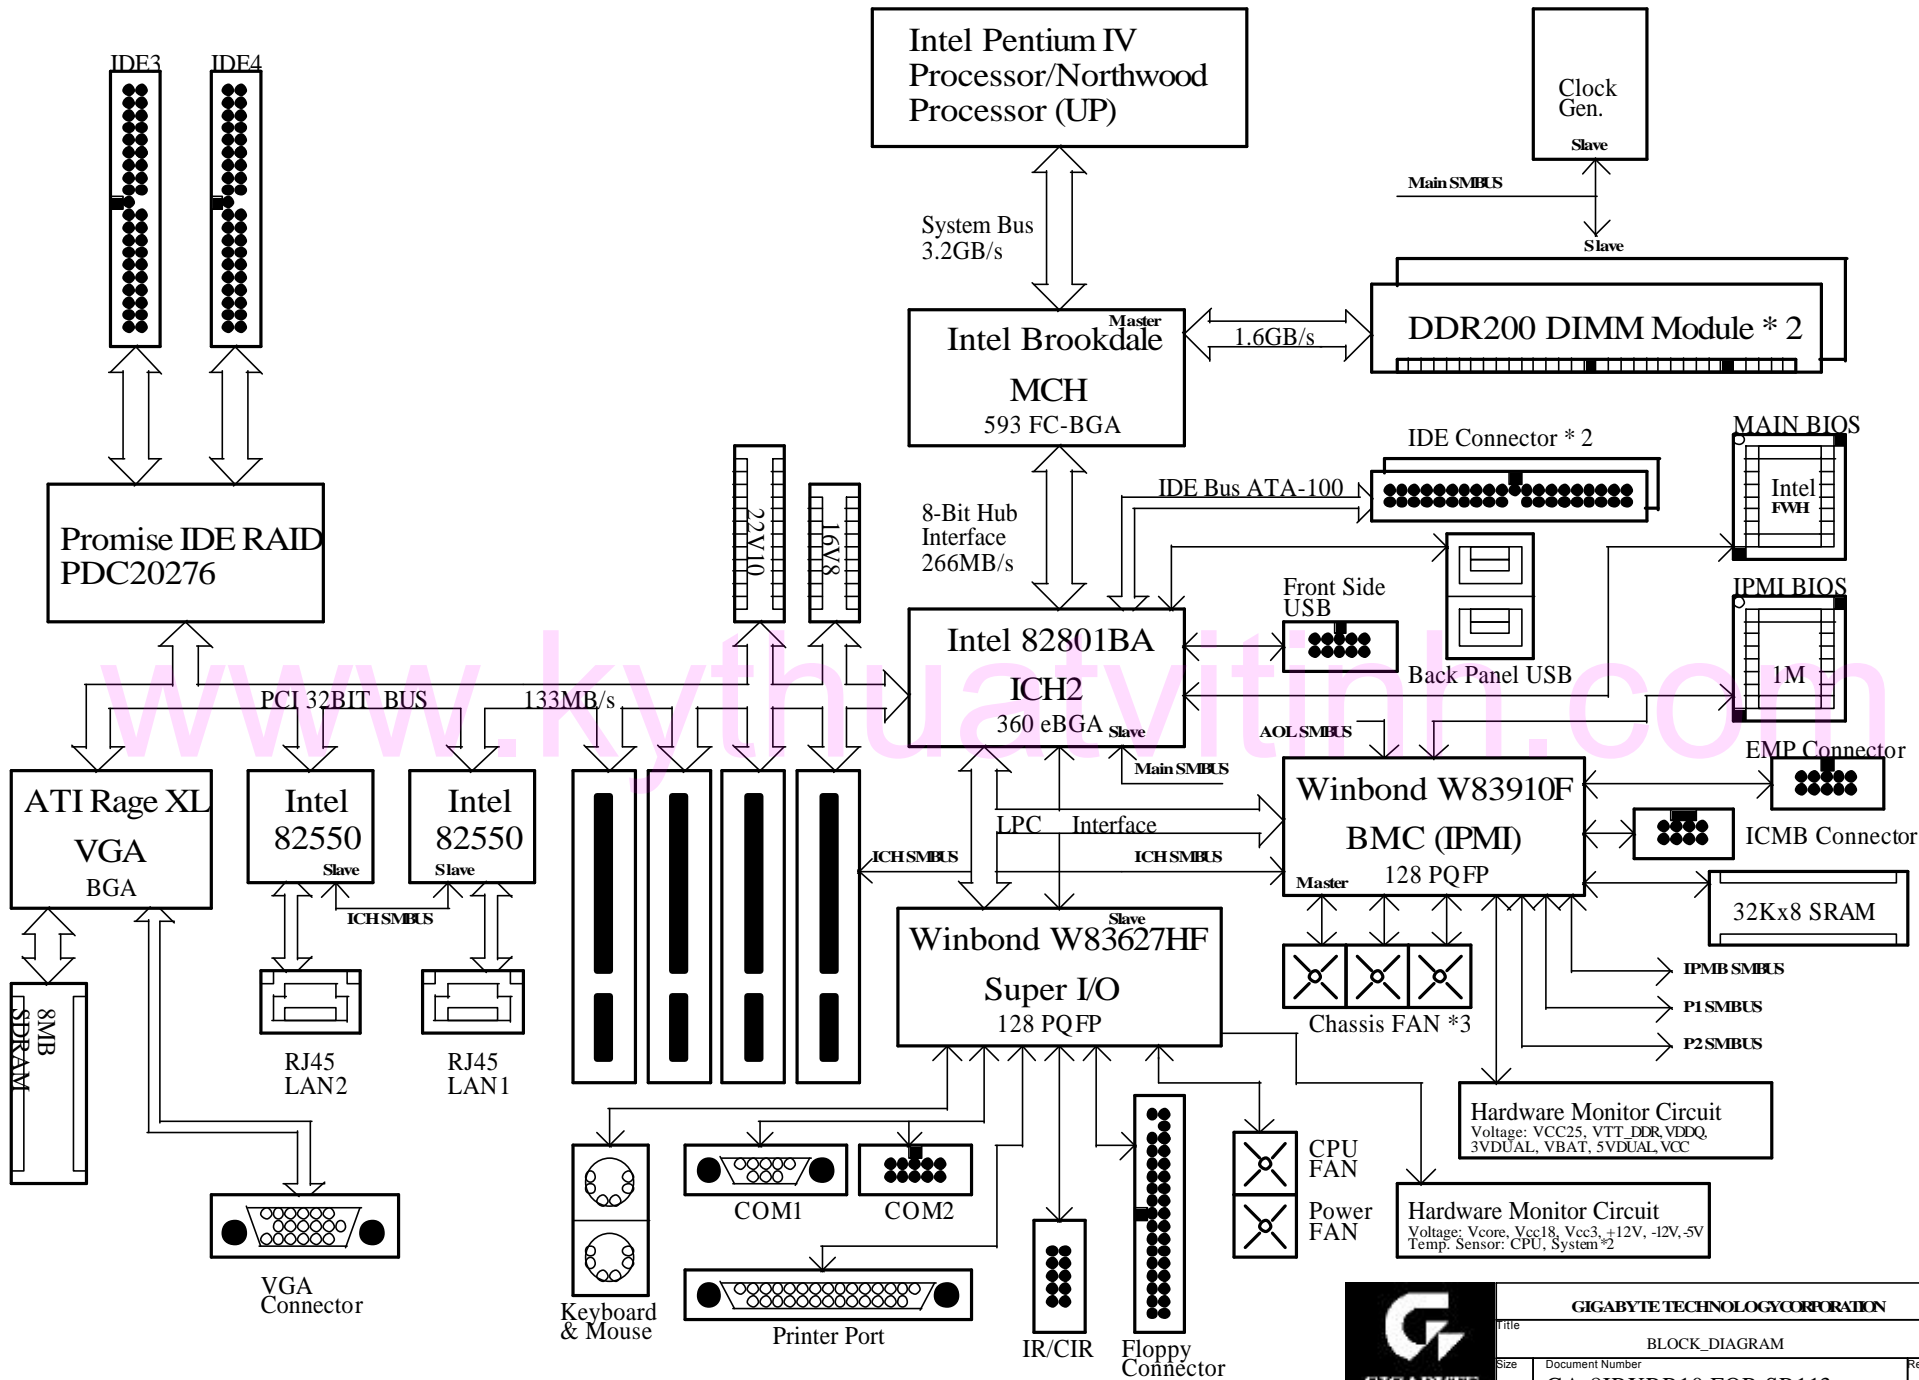 IDE3
IDE4
Intel Pentium IV
Processor/Northwood
Processor (UP)
Clock
Gen.
Slave
Main SMBUS
Slave
System Bus
3.2GB/s
Master
Intel Brookdale
MCH
593 FC-BGA
1.6GB/s
DDR200 DIMM Module * 2
IDE Connector * 2
MAIN BIOS
Intel
FWH
IDE Bus ATA-100
8-Bit Hub
Interface
266MB/s
Promise IDE RAID
PDC20276
22V10
16V8
Front Side
USB
Back Panel USB
IPMI BIOS
1M
Intel 82801BA
ICH2
360 eBGA
Slave
www.kythuatvitinh.com
PCI 32BIT BUS
133MB/s
AOL SMBUS
Main SMBUS
EMP Connector
ATI Rage XL
VGA
BGA
Intel
82550
Slave
Intel
82550
Slave
ICH SMBUS
LPC Interface
ICH SMBUS
ICH SMBUS
Winbond W83910F
BMC (IPMI)
128 PQFP
Master
ICMB Connector
32Kx8 SRAM
Slave
Winbond W83627HF
Super I/O
128 PQFP
IPMB SMBUS
P1 SMBUS
P2 SMBUS
Chassis FAN *3
8MB
SDRAM
RJ45
LAN2
RJ45
LAN1
Hardware Monitor Circuit
Voltage: VCC25, VTT_DDR, VDDQ,
3VDUAL, VBAT, 5VDUAL, VCC
CPU
FAN
Power
FAN
Hardware Monitor Circuit
Voltage: Vcore, Vcc18, Vcc3, +12V, -12V, -5V
Temp. Sensor: CPU, System*2
COM1
COM2
VGA
Connector
Keyboard
& Mouse
Printer Port
IR/CIR
Floppy
Connector
GIGABYTE TECHNOLOGY CORPORATION
Title
BLOCK_DIAGRAM
Size
Document Number